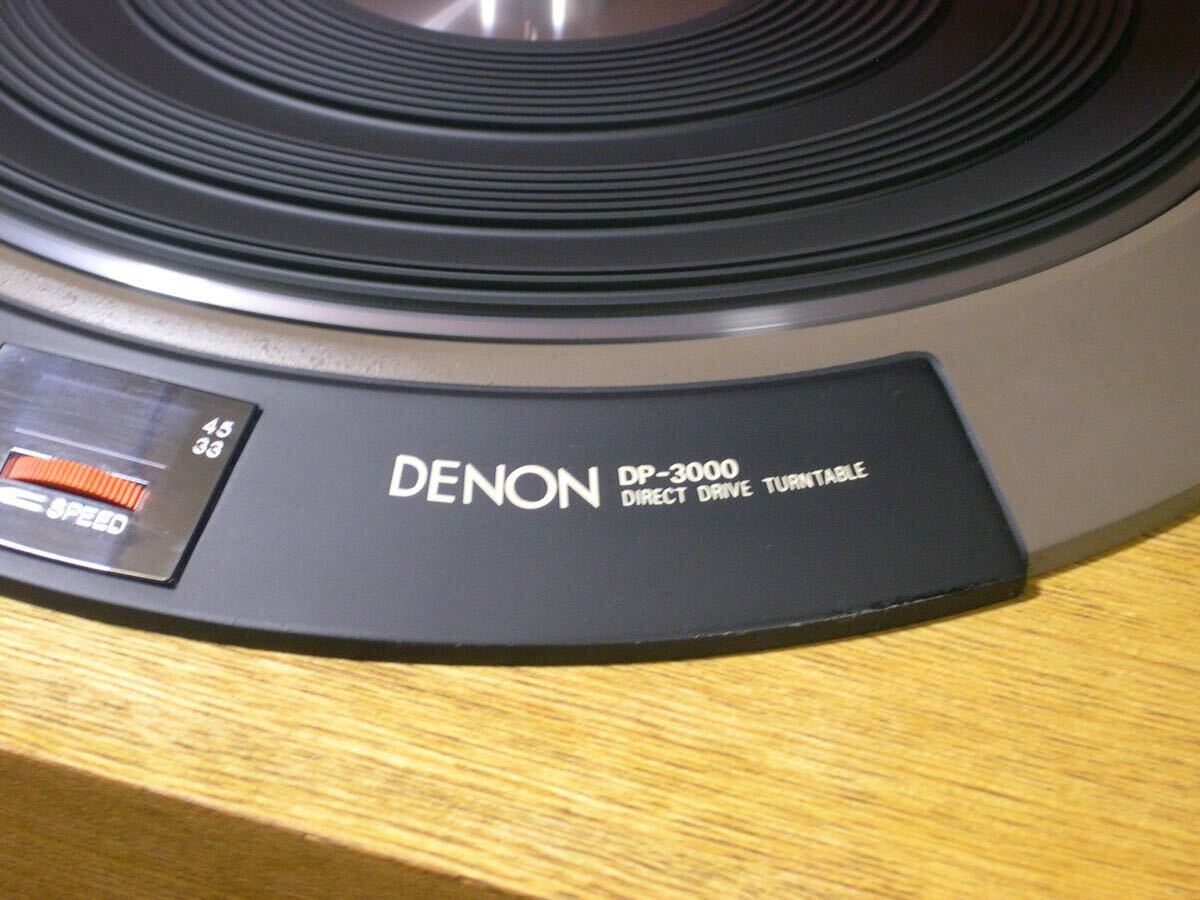 45
33
SPEED
DENON DP-3000
DIRECT DRIVE TURNTABLE